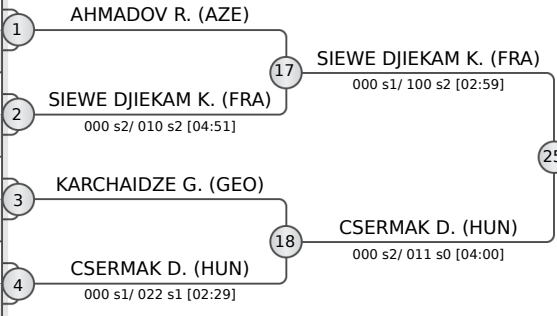 AHMADOV R. (AZE)
1
17
SIEWE DJIEKAM K. (FRA)
000 s1/ 100 s2 [02:59]
SIEWE DJIEKAM K. (FRA)
2
000 s2/ 010 s2 [04:51]
25
KARCHAIDZE G. (GEO)
3
18
CSERMAK D. (HUN)
000 s2/ 011 s0 [04:00]
CSERMAK D. (HUN)
4
000 s1/ 022 s1 [02:29]